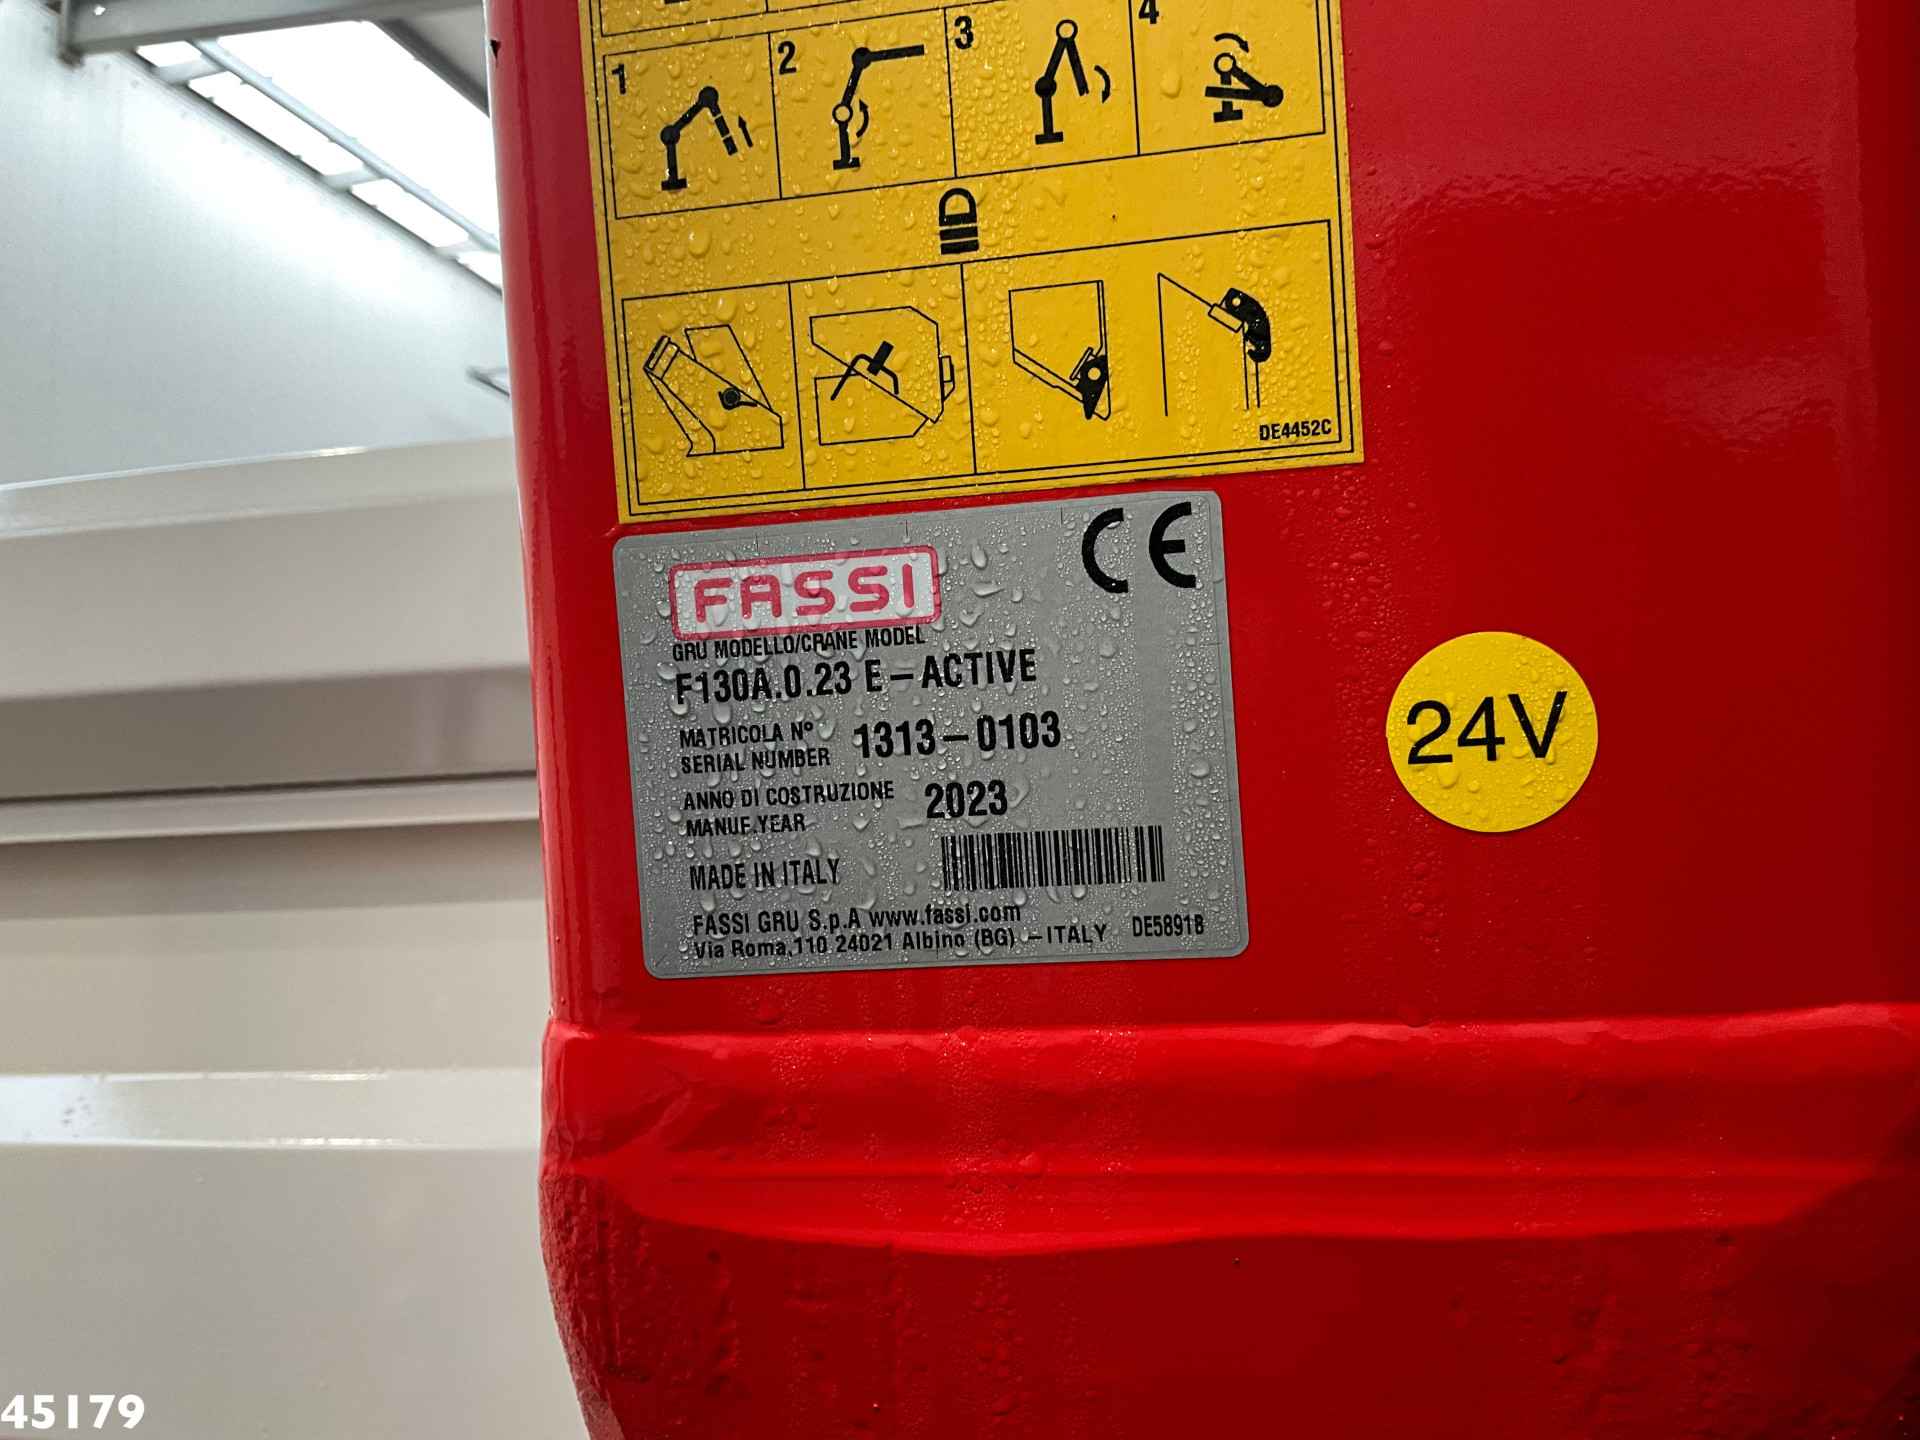 1
2
3
4
DE4452C
CE
FASSI
GRU MODELLO/CRANE MODEL
F130A.0.23 E-ACTIVE
MATRICOLA N°
SERIAL NUMBER
1313-0103
ANNO DI COSTRUZIONE
MANUF.YEAR
2023
MADE IN ITALY
FASSI GRU S.p.A www.fassi.com
Via Roma,110 24021 Albino (BG) -ITALY
DE5891B
24V
45179